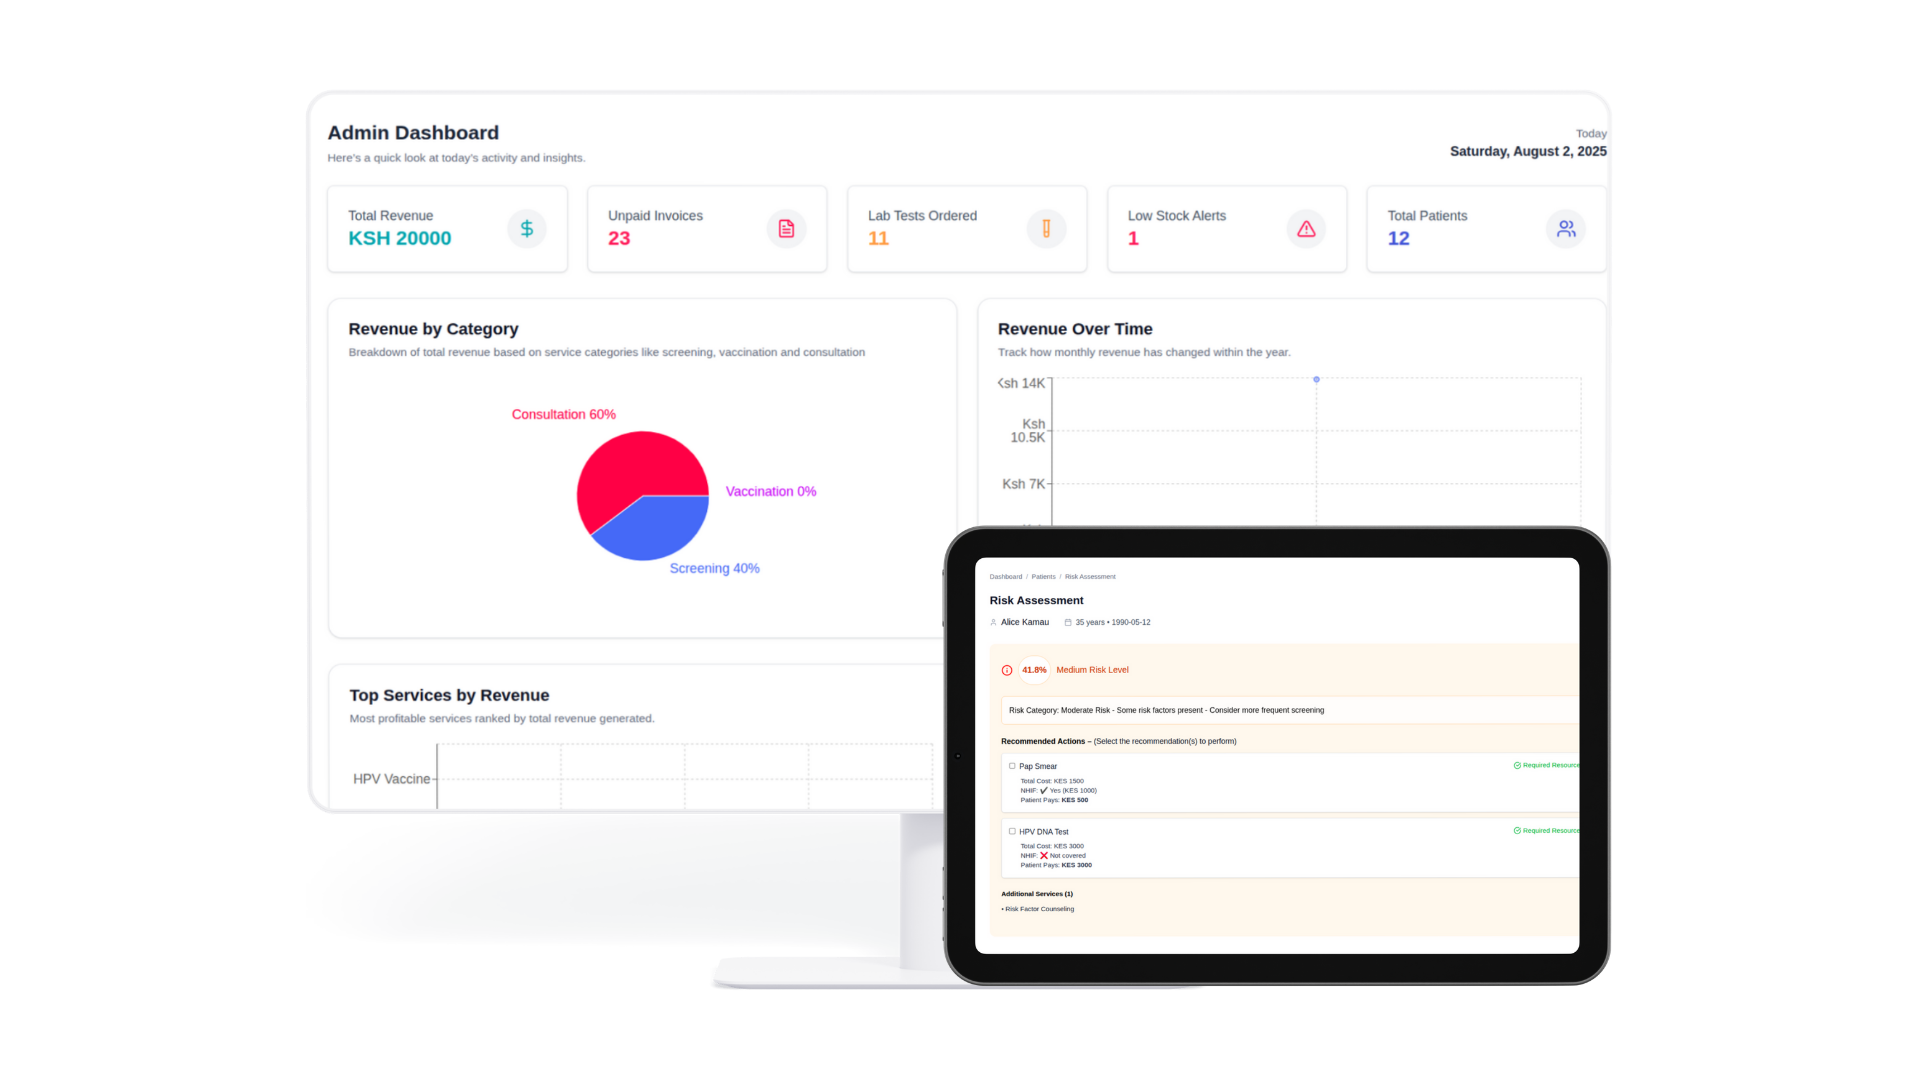 Admin Dashboard
Here's a quick look at today's activity and insights.
Today
Saturday, August 2, 2025
Total Revenue
KSH 20000
Unpaid Invoices
23
Lab Tests Ordered
11
Low Stock Alerts
1
Total Patients
12
Revenue by Category
Breakdown of total revenue based on service categories like screening, vaccination and consultation
Consultation 60%
Vaccination 0%
Screening 40%
Revenue Over Time
Track how monthly revenue has changed within the year.
Ksh 14K
Ksh
10.5K
Ksh 7K
Top Services by Revenue
Most profitable services ranked by total revenue generated.
HPV Vaccine
Dashboard / Patients / Risk Assessment
Risk Assessment
Alice Kamau 35 years • 1990-05-12
41.8% Medium Risk Level
Risk Category: Moderate Risk - Some risk factors present - Consider more frequent screening
Recommended Actions – (Select the recommendation(s) to perform)
Pap Smear
Required Resource
Total Cost: KES 1500
NHIF: ✔ Yes (KES 1000)
Patient Pays: KES 500
HPV DNA Test
Required Resource
Total Cost: KES 3000
NHIF: ❌ Not covered
Patient Pays: KES 3000
Additional Services (1)
• Risk Factor Counseling